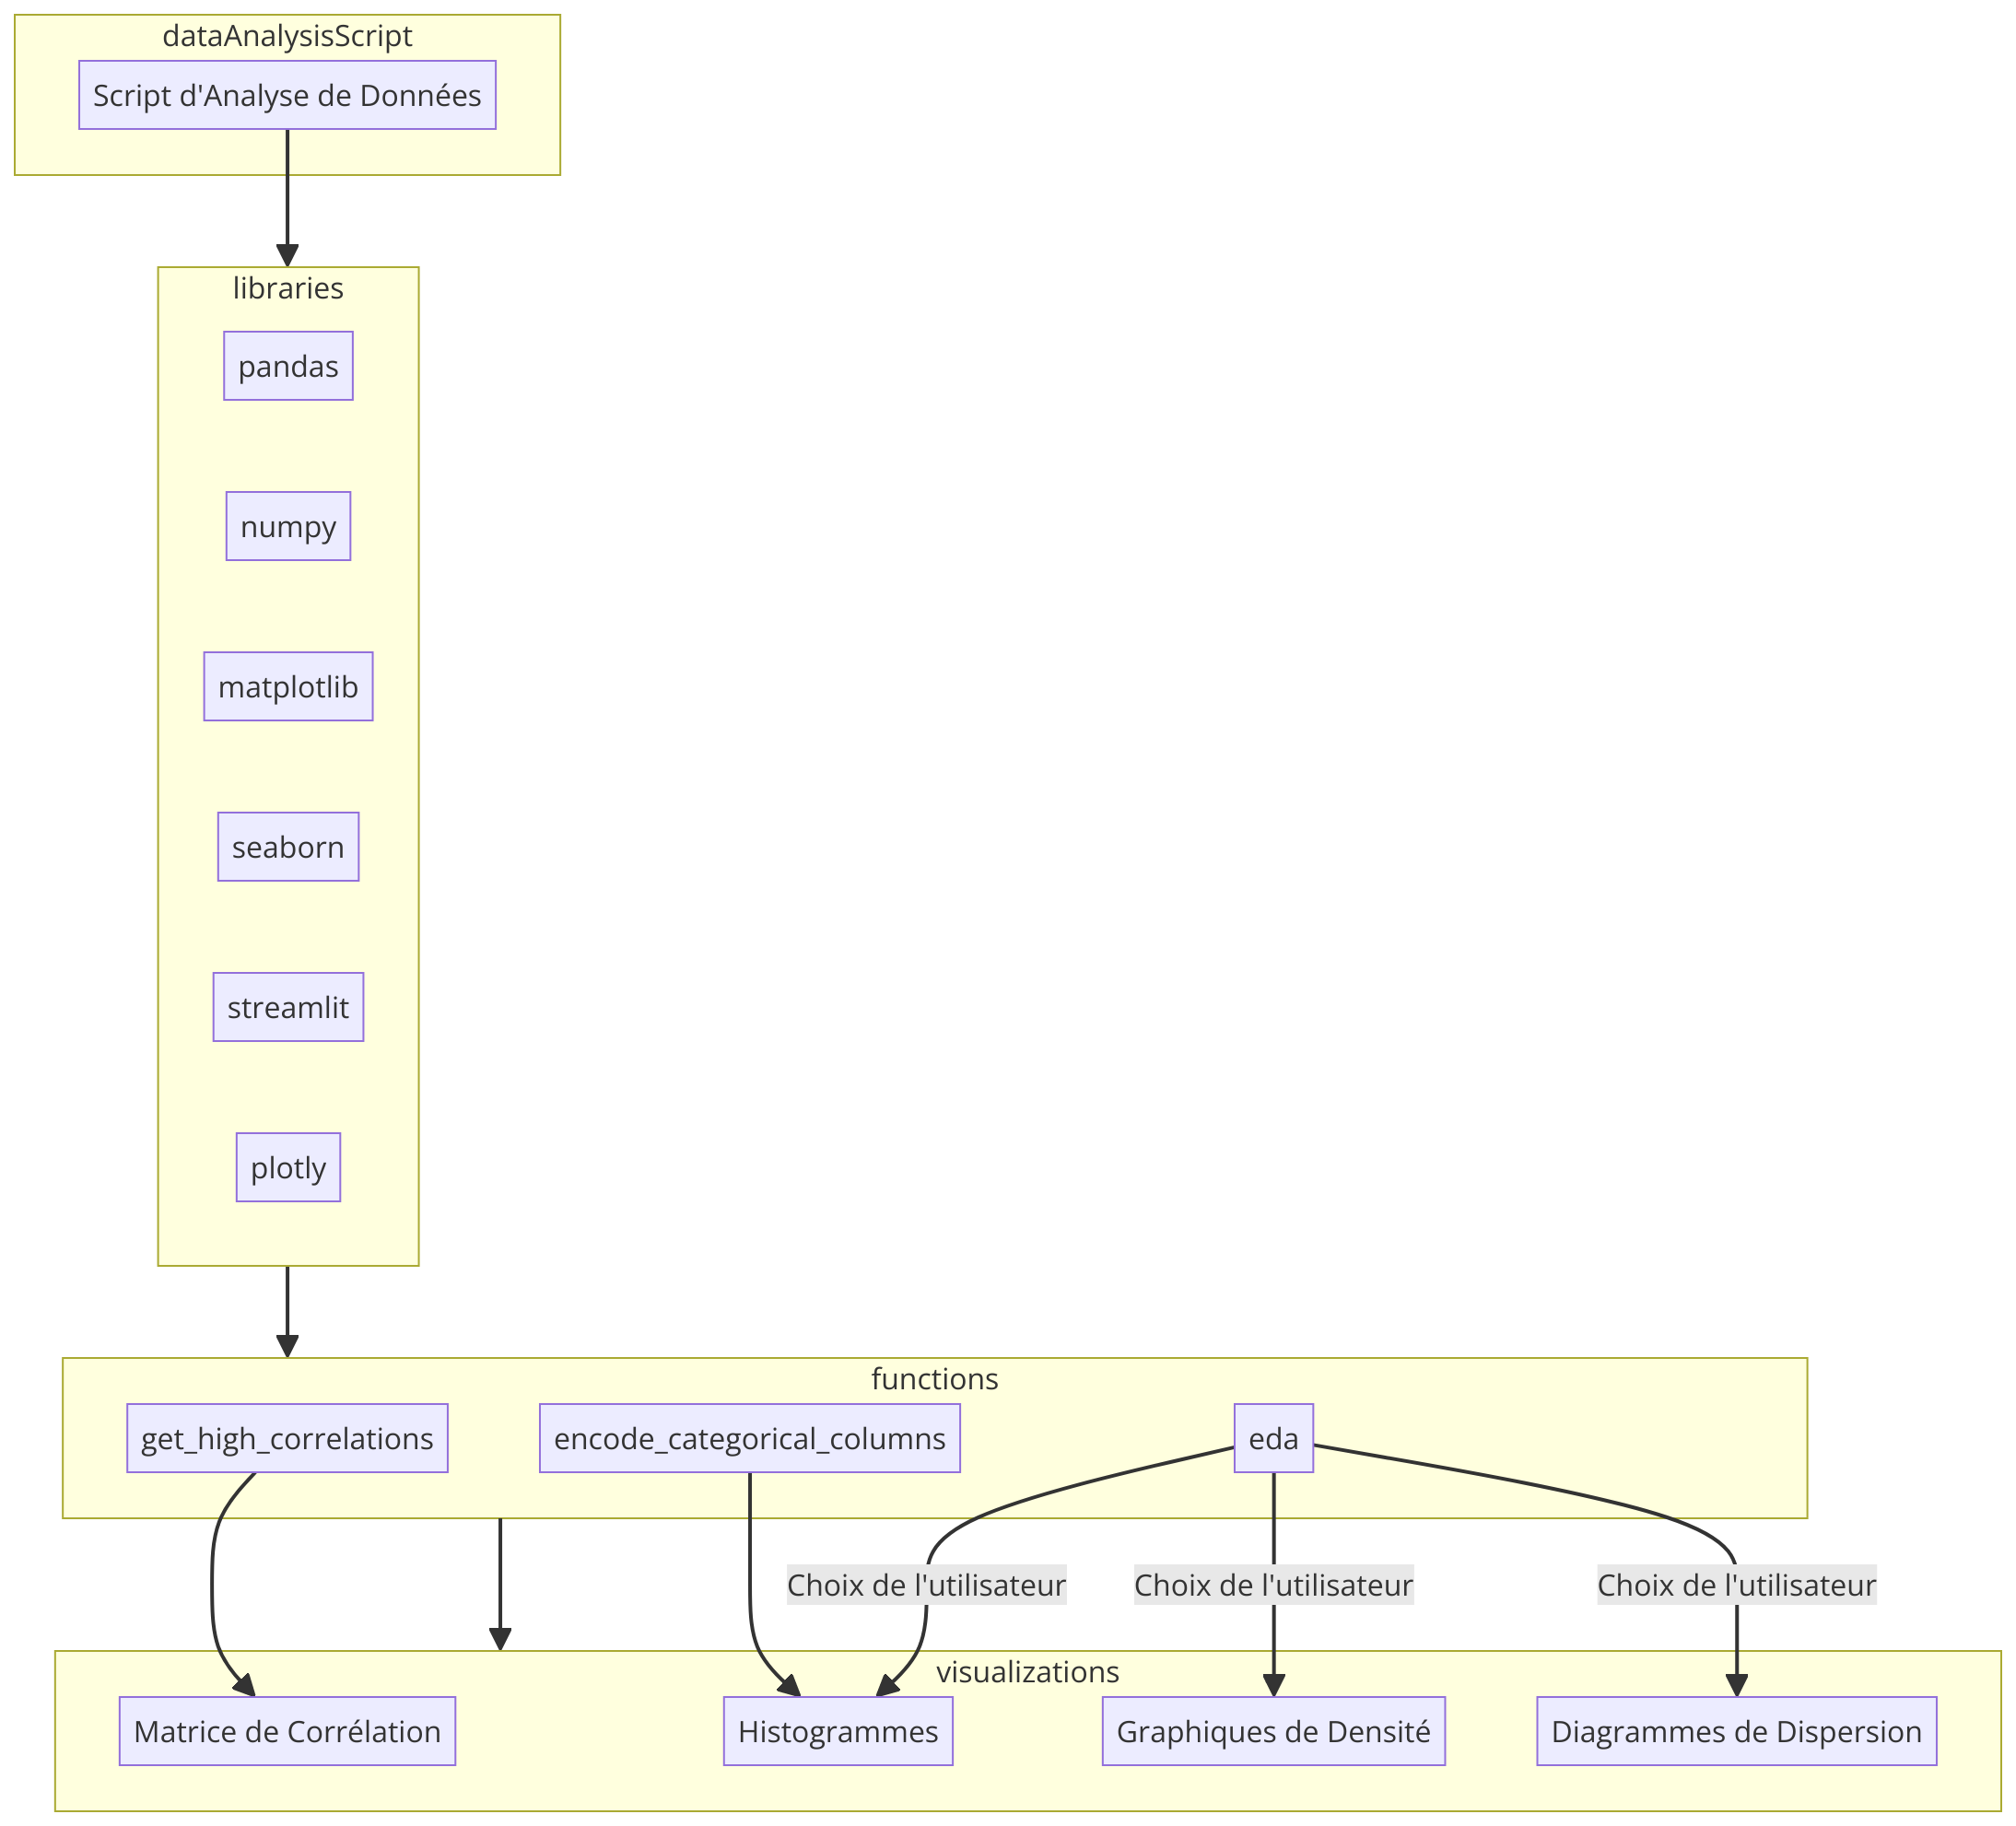 dataAnalysisScript
Script d'Analyse de Données
libraries
pandas
numpy
matplotlib
seaborn
streamlit
plotly
functions
get_high_correlations
encode_categorical_columns
eda
Choix de l'utilisateur
Choix de l'utilisateur
Choix de l'utilisateur
visualizations
Matrice de Corrélation
Histogrammes
Graphiques de Densité
Diagrammes de Dispersion